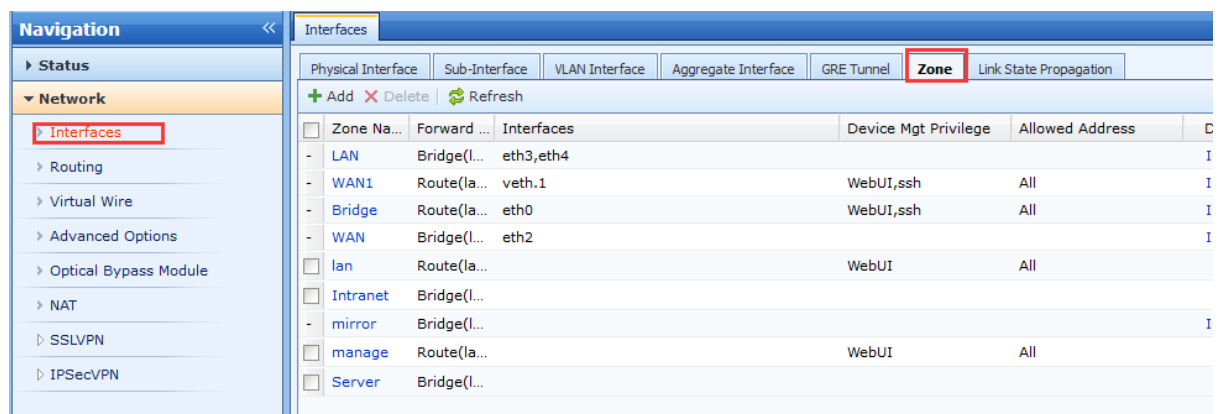 Navigation
Status
Network
Interfaces
Routing
Virtual Wire
Advanced Options
Optical Bypass Module
NAT
SSLVPN
IPSecVPN
Interfaces
Physical Interface Sub-Interface VLAN Interface Aggregate Interface GRE Tunnel Zone Link State Propagation
Add Delete Refresh
Zone Na... Forward ... Interfaces Device Mgt Privilege Allowed Address D
- LAN Bridge(l... eth3,eth4 I
- WAN1 Route(la... veth.1 WebUI,ssh All I
- Bridge Route(la... eth0 WebUI,ssh All I
- WAN Bridge(l... eth2 I
lan Route(la... WebUI All
Intranet Bridge(l...
- mirror Bridge(l... I
manage Route(la... WebUI All
Server Bridge(l...